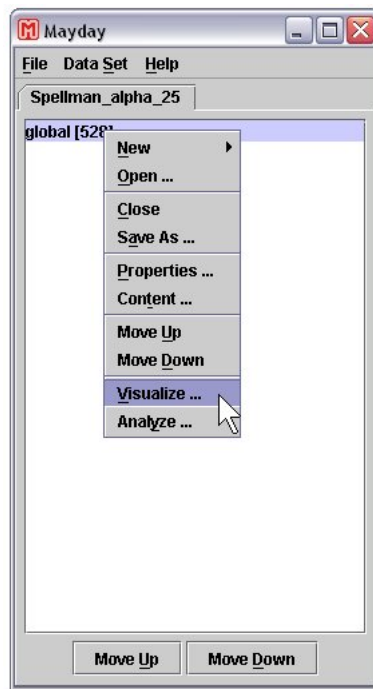 Mayday
File Data Set Help
Spellman_alpha_25
global [528]
New
Open ...
Close
Save As ...
Properties ...
Content ...
Move Up
Move Down
Visualize ...
Analyze ...
Move Up Move Down